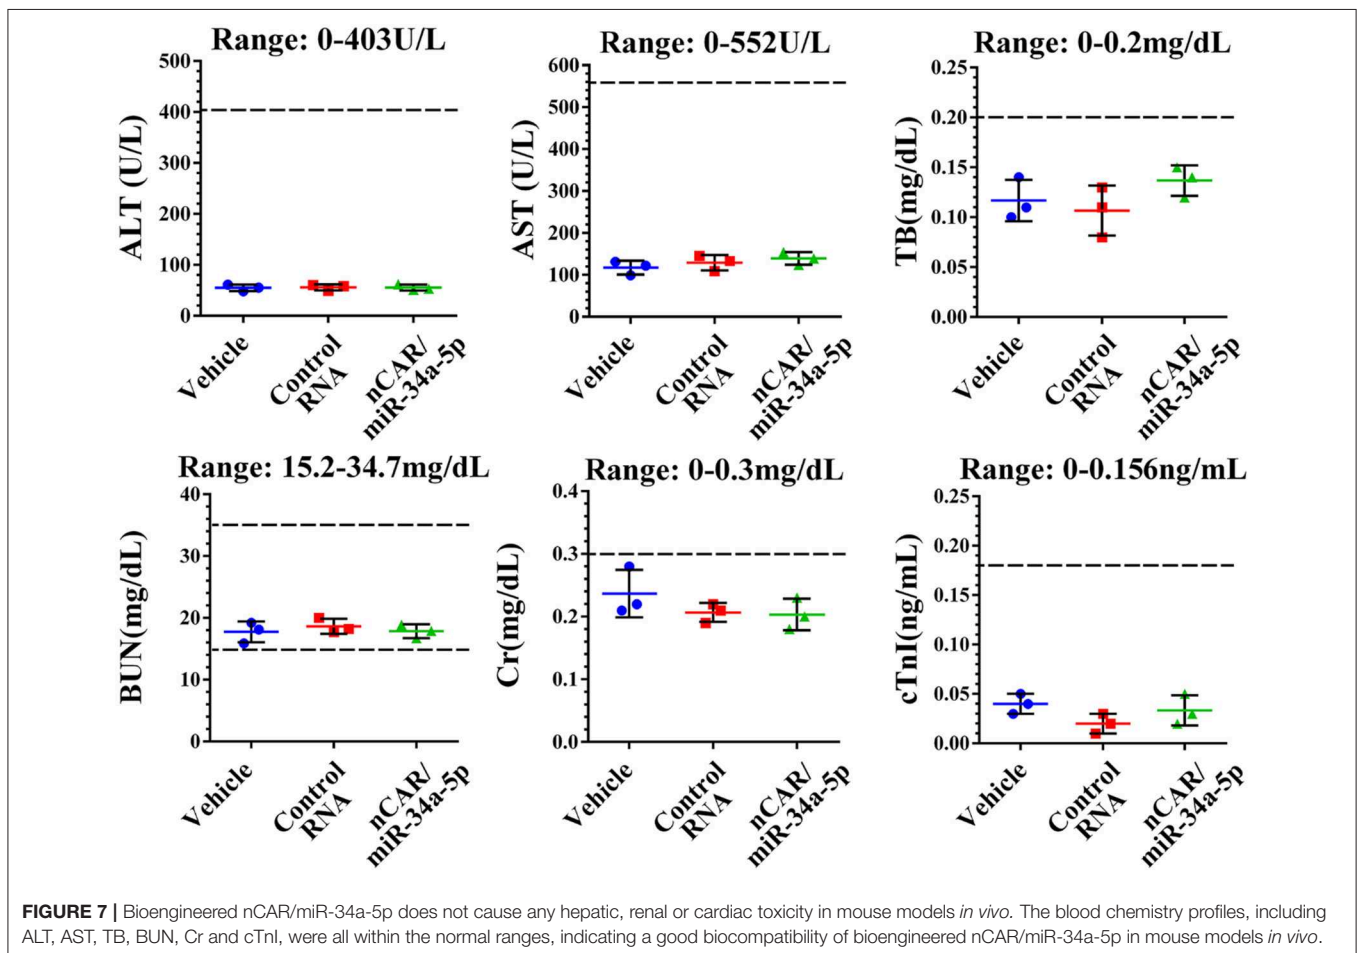 Range: 0-403U/L
500
400
300
200
100
0
ALT (U/L)
Vehicle
Control
RNA
nCAR/
miR-34a-5p
Range: 0-552U/L
600
500
400
300
200
100
0
AST (U/L)
Vehicle
Control
RNA
nCAR/
miR-34a-5p
Range: 0-0.2mg/dL
0.25
0.20
0.15
0.10
0.05
0.00
TB(mg/dL)
Vehicle
Control
RNA
nCAR/
miR-34a-5p
Range: 15.2-34.7mg/dL
40
30
20
10
0
BUN(mg/dL)
Vehicle
Control
RNA
nCAR/
miR-34a-5p
Range: 0-0.3mg/dL
0.4
0.3
0.2
0.1
0.0
Cr(mg/dL)
Vehicle
Control
RNA
nCAR/
miR-34a-5p
Range: 0-0.156ng/mL
0.25
0.20
0.15
0.10
0.05
0.00
cTnI(ng/mL)
Vehicle
Control
RNA
nCAR/
miR-34a-5p
FIGURE 7 | Bioengineered nCAR/miR-34a-5p does not cause any hepatic, renal or cardiac toxicity in mouse models in vivo. The blood chemistry profiles, including
ALT, AST, TB, BUN, Cr and cTnI, were all within the normal ranges, indicating a good biocompatibility of bioengineered nCAR/miR-34a-5p in mouse models in vivo.